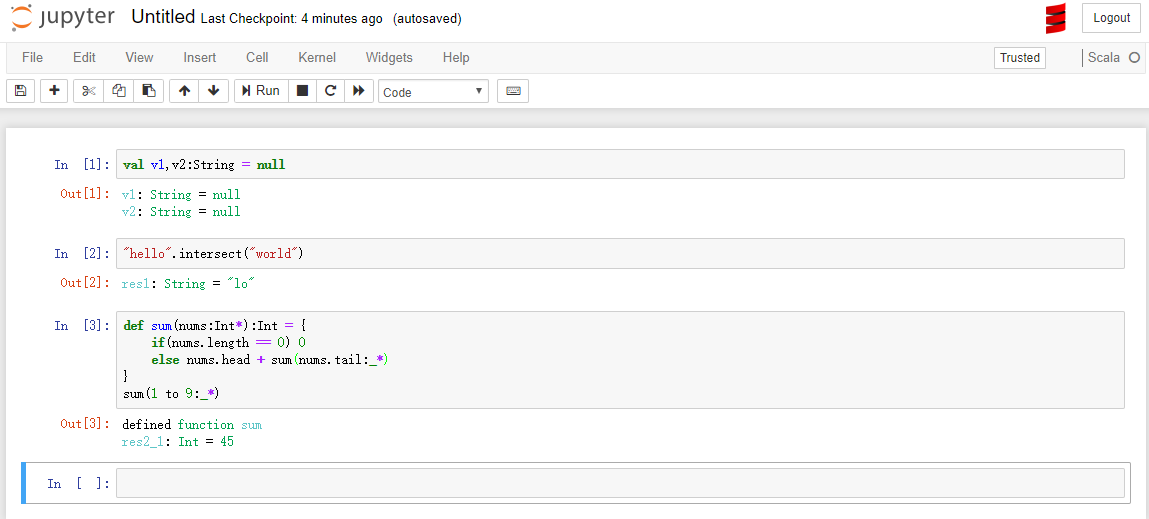 jupyter Untitled Last Checkpoint: 4 minutes ago (autosaved) Logout
File Edit View Insert Cell Kernel Widgets Help Trusted Scala
Run Code
In [1]: val v1,v2:String = null
Out[1]: v1: String = null
v2: String = null
In [2]: "hello".intersect("world")
Out[2]: res1: String = "lo"
In [3]: def sum(nums:Int*):Int = {
if(nums.length == 0) 0
else nums.head + sum(nums.tail:_*)
}
sum(1 to 9:_*)
Out[3]: defined function sum
res2_1: Int = 45
In [ ]: